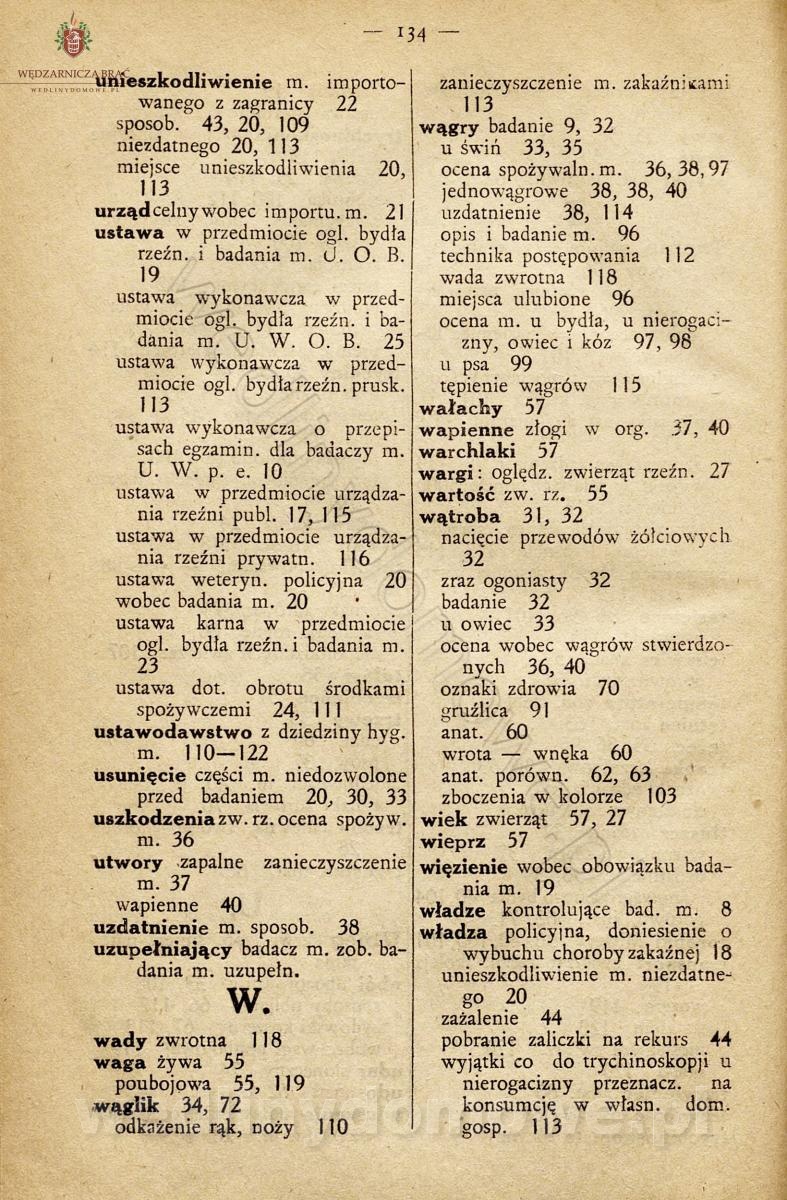 — 134 —
WĘDZARNICZA BRAĆ
WEDLINYDOMOWE.PL
unieszkodliwienie m. importo-
wanego z zagranicy 22
sposob. 43, 20, 109
niezdatnego 20, 113
miejsce unieszkodliwienia 20,
113
urząd celny wobec importu. m. 21
ustawa w przedmiocie ogl. bydła
rzeźn. i badania m. U. O. B.
19
ustawa wykonawcza w przed-
miocie ogl. bydła rzeźn. i ba-
dania m. U. W. O. B. 25
ustawa wykonawcza w przed-
miocie ogl. bydła rzeźn. prusk.
113
ustawa wykonawcza o przepi-
sach egzamin. dla badaczy m.
U. W. p. e. 10
ustawa w przedmiocie urządza-
nia rzeźni publ. 17, 115
ustawa w przedmiocie urządza-
nia rzeźni prywatn. 116
ustawa weteryn. policyjna 20
wobec badania m. 20
ustawa karna w przedmiocie
ogl. bydła rzeźn. i badania m.
23
ustawa dot. obrotu środkami
spożywczemi 24, 111
ustawodawstwo z dziedziny hyg.
m. 110—122
usunięcie części m. niedozwolone
przed badaniem 20, 30, 33
uszkodzenia zw. rz. ocena spożyw.
m. 36
utwory zapalne zanieczyszczenie
m. 37
wapienne 40
uzdatnienie m. sposob. 38
uzupełniający badacz m. zob. ba-
dania m. uzupełn.
W.
wady zwrotna 118
waga żywa 55
poubojowa 55, 119
wąglik 34, 72
odkażenie rąk, noży 110
zanieczyszczenie m. zakaźnikami
113
wągry badanie 9, 32
u świń 33, 35
ocena spożywaln. m. 36, 38, 97
jednowągrowe 38, 38, 40
uzdatnienie 38, 114
opis i badanie m. 96
technika postępowania 112
wada zwrotna 118
miejsca ulubione 96
ocena m. u bydła, u nierogaci-
zny, owiec i kóz 97, 98
u psa 99
tępienie wągrów 115
wałachy 57
wapienne złogi w org. 37, 40
warchlaki 57
wargi: oględz. zwierząt rzeźn. 27
wartość zw. rz. 55
wątroba 31, 32
nacięcie przewodów żółciowych
32
zraz ogoniasty 32
badanie 32
u owiec 33
ocena wobec wągrów stwierdzo-
nych 36, 40
oznaki zdrowia 70
gruźlica 91
anat. 60
wrota — wnęka 60
anat. porówn. 62, 63
zboczenia w kolorze 103
wiek zwierząt 57, 27
wieprz 57
więzienie wobec obowiązku bada-
nia m. 19
władze kontrolujące bad. m. 8
władza policyjna, doniesienie o
wybuchu choroby zakaźnej 18
unieszkodliwienie m. niezdatne-
go 20
zażalenie 44
pobranie zaliczki na rekurs 44
wyjątki co do trychinoskopji u
nierogacizny przeznacz. na
konsumcję w własn. dom.
gosp. 113